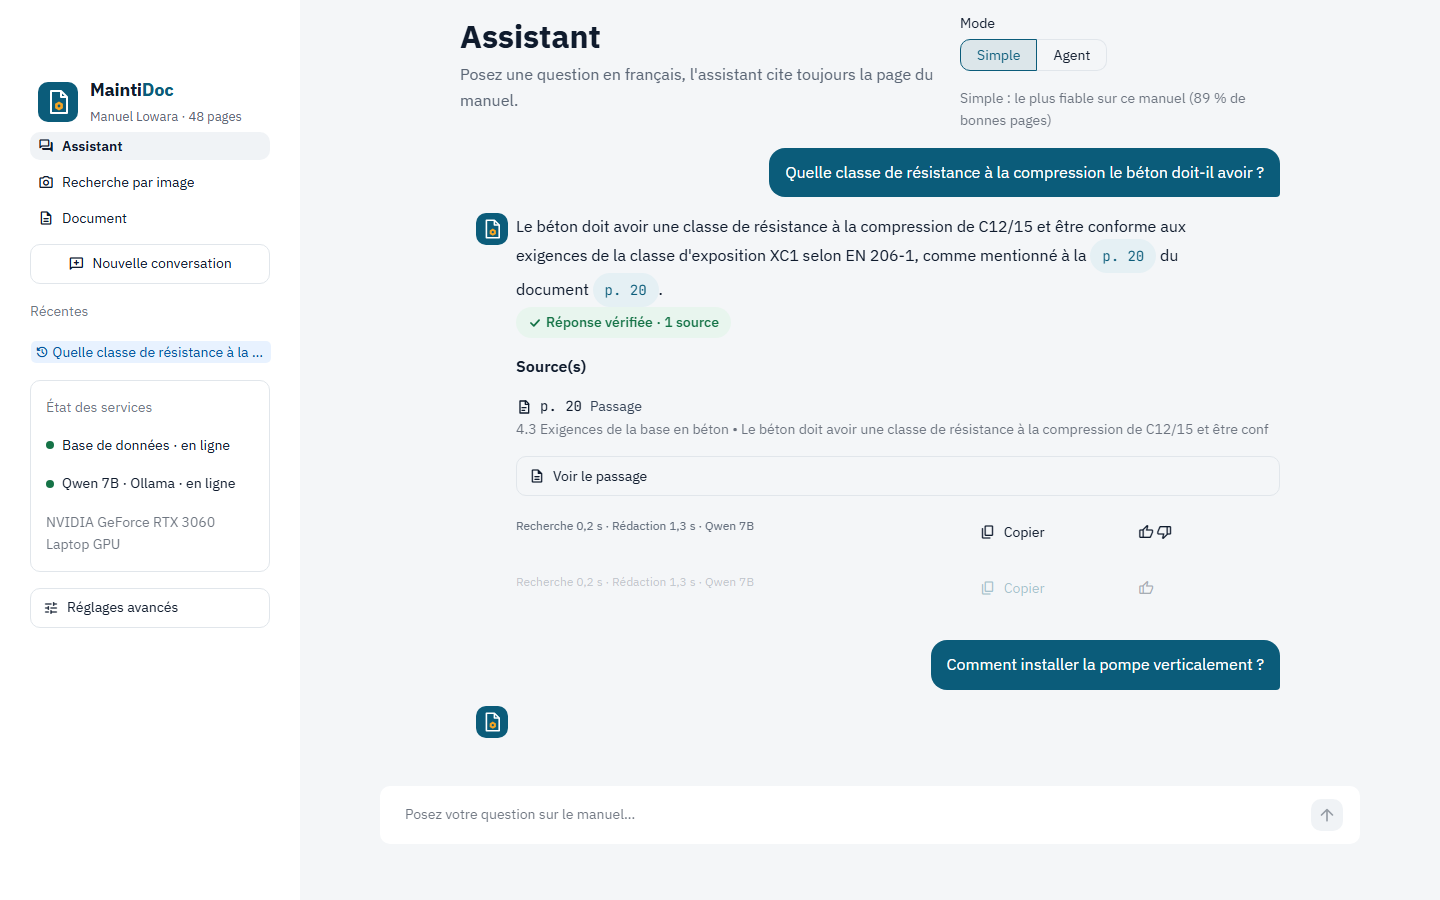 MaintiDoc
Manuel Lowara · 48 pages
Assistant
Recherche par image
Document
Nouvelle conversation
Récentes
Quelle classe de résistance à la ...
État des services
Base de données · en ligne
Qwen 7B · Ollama · en ligne
NVIDIA GeForce RTX 3060
Laptop GPU
Réglages avancés
Assistant
Posez une question en français, l'assistant cite toujours la page du
manuel.
Mode
Simple Agent
Simple : le plus fiable sur ce manuel (89 % de
bonnes pages)
Quelle classe de résistance à la compression le béton doit-il avoir ?
Le béton doit avoir une classe de résistance à la compression de C12/15 et être conforme aux
exigences de la classe d'exposition XC1 selon EN 206-1, comme mentionné à la p. 20 du
document p. 20 .
Réponse vérifiée · 1 source
Source(s)
p. 20 Passage
4.3 Exigences de la base en béton • Le béton doit avoir une classe de résistance à la compression de C12/15 et être conf
Voir le passage
Recherche 0,2 s · Rédaction 1,3 s · Qwen 7B Copier
Recherche 0,2 s · Rédaction 1,3 s · Qwen 7B Copier
Comment installer la pompe verticalement ?
Posez votre question sur le manuel...